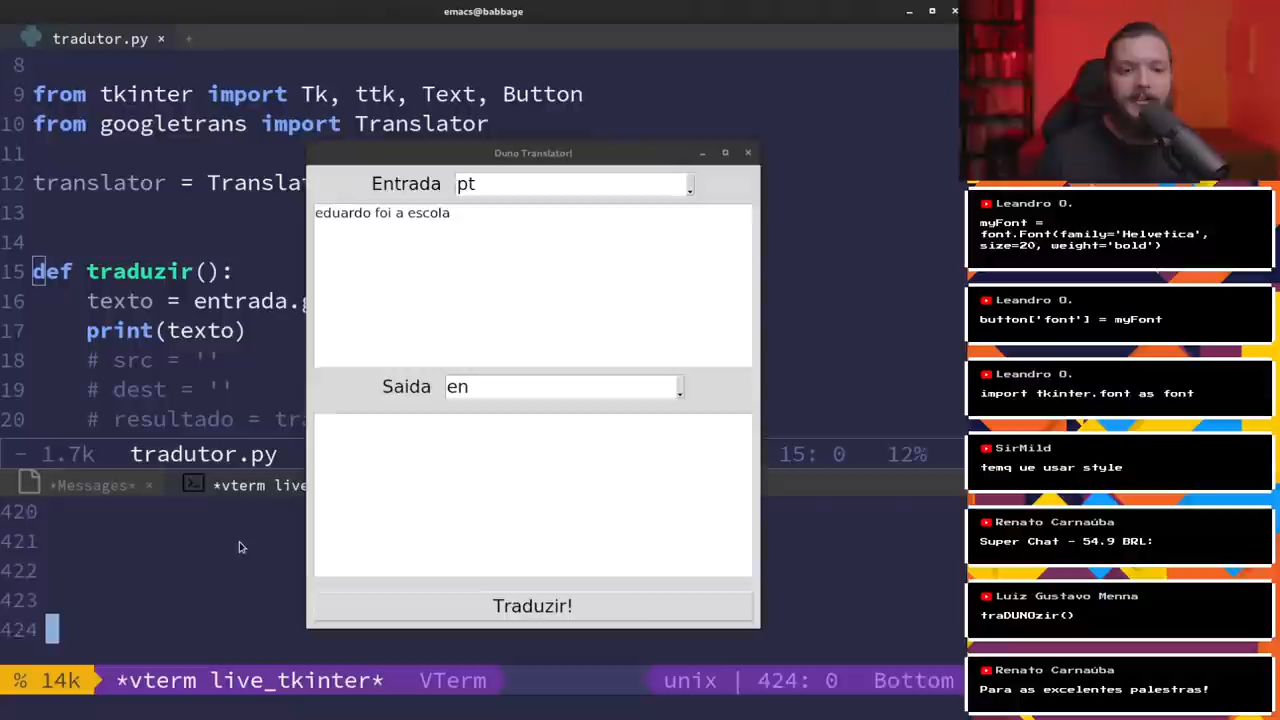 emacs@babbage
tradutor.py
8
9 from tkinter import Tk, ttk, Text, Button
10 from googletrans import Translator
11
12 translator = Translat
13
14
15 def traduzir():
16 texto = entrada.g
17 print(texto)
18 # src = ''
19 # dest = ''
20 # resultado = tra
- 1.7k tradutor.py 15: 0 12%
*Messages* *vterm live
420
421
422
423
424
% 14k *vterm live_tkinter* VTerm unix | 424: 0 Bottom
Duno Translator!
Entrada pt
eduardo foi a escola
Saida en
Traduzir!
Leandro O.
myFont =
font.Font(family='Helvetica',
size=20, weight='bold')
Leandro O.
button['font'] = myFont
Leandro O.
import tkinter.font as font
SirMild
temq ue usar style
Renato Carnaúba
Super Chat - 54.9 BRL:
Luiz Gustavo Menna
traDUNOzir()
Renato Carnaúba
Para as excelentes palestras!